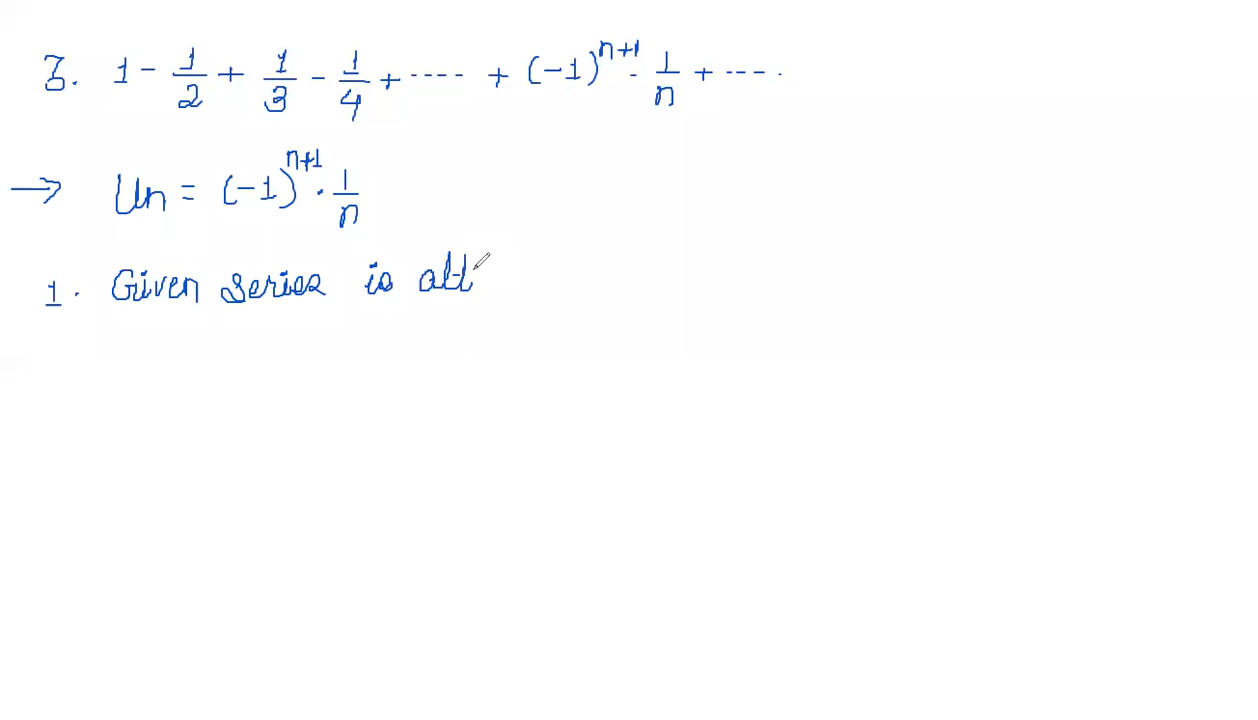 3. 1 - 1/2 + 1/3 - 1/4 + ---- + (-1)^{n+1} · 1/n + --- ·
→ Un = (-1)^{n+1} · 1/n
1. Given series is alt